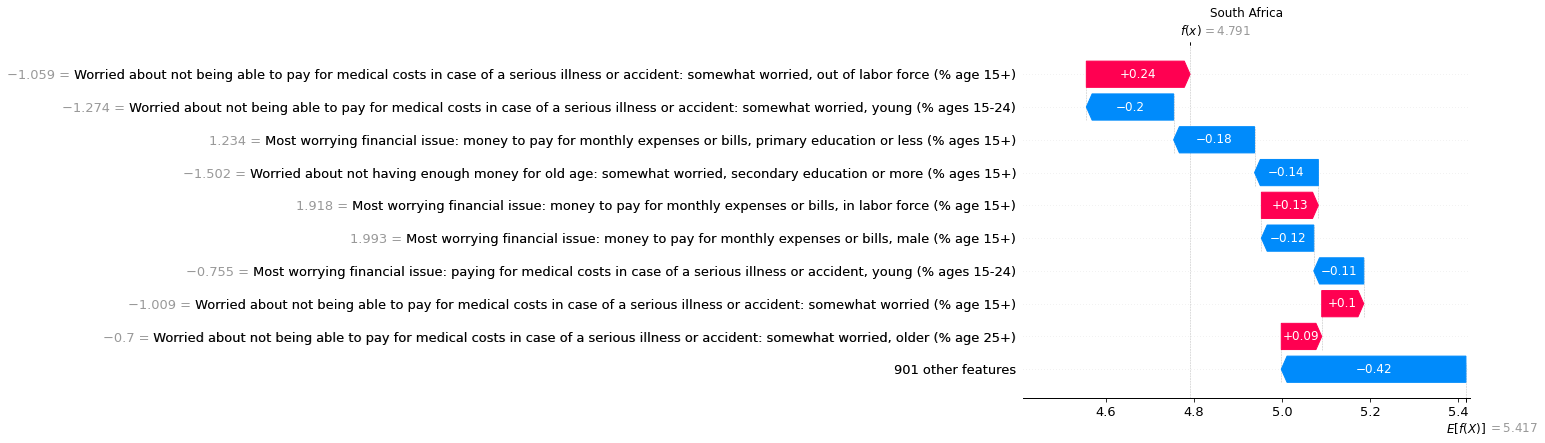 South Africa
f(x) = 4.791
−1.059 = Worried about not being able to pay for medical costs in case of a serious illness or accident: somewhat worried, out of labor force (% age 15+) +0.24
−1.274 = Worried about not being able to pay for medical costs in case of a serious illness or accident: somewhat worried, young (% ages 15-24) −0.2
1.234 = Most worrying financial issue: money to pay for monthly expenses or bills, primary education or less (% ages 15+) −0.18
−1.502 = Worried about not having enough money for old age: somewhat worried, secondary education or more (% ages 15+) −0.14
1.918 = Most worrying financial issue: money to pay for monthly expenses or bills, in labor force (% age 15+) +0.13
1.993 = Most worrying financial issue: money to pay for monthly expenses or bills, male (% age 15+) −0.12
−0.755 = Most worrying financial issue: paying for medical costs in case of a serious illness or accident, young (% ages 15-24) −0.11
−1.009 = Worried about not being able to pay for medical costs in case of a serious illness or accident: somewhat worried (% age 15+) +0.1
−0.7 = Worried about not being able to pay for medical costs in case of a serious illness or accident: somewhat worried, older (% age 25+) +0.09
901 other features −0.42
4.6 4.8 5.0 5.2 5.4
E[f(X)] = 5.417